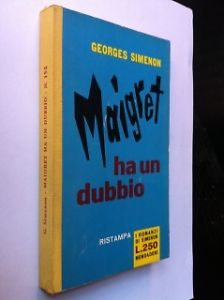 GEORGES SIMENON
Maigret
ha un
dubbio
RISTAMPA
I ROMANZI
DI SIMENON
L.250
MONDADORI
G. Simenon - MAIGRET HA UN DUBBIO - N. 155